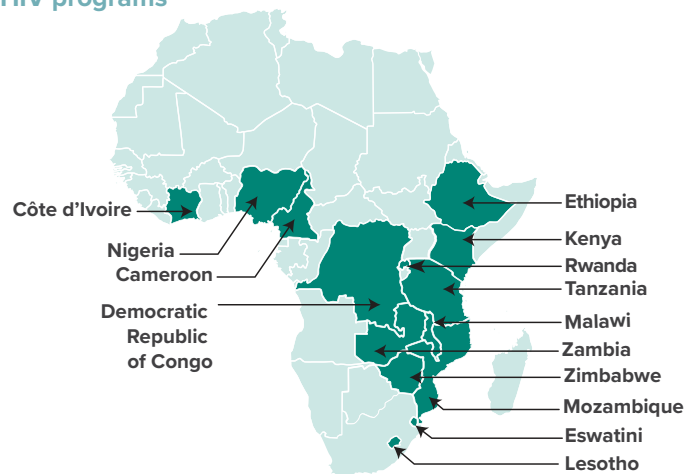 HIV programs
Côte d'Ivoire
Nigeria
Cameroon
Democratic
Republic
of Congo
Ethiopia
Kenya
Rwanda
Tanzania
Malawi
Zambia
Zimbabwe
Mozambique
Eswatini
Lesotho